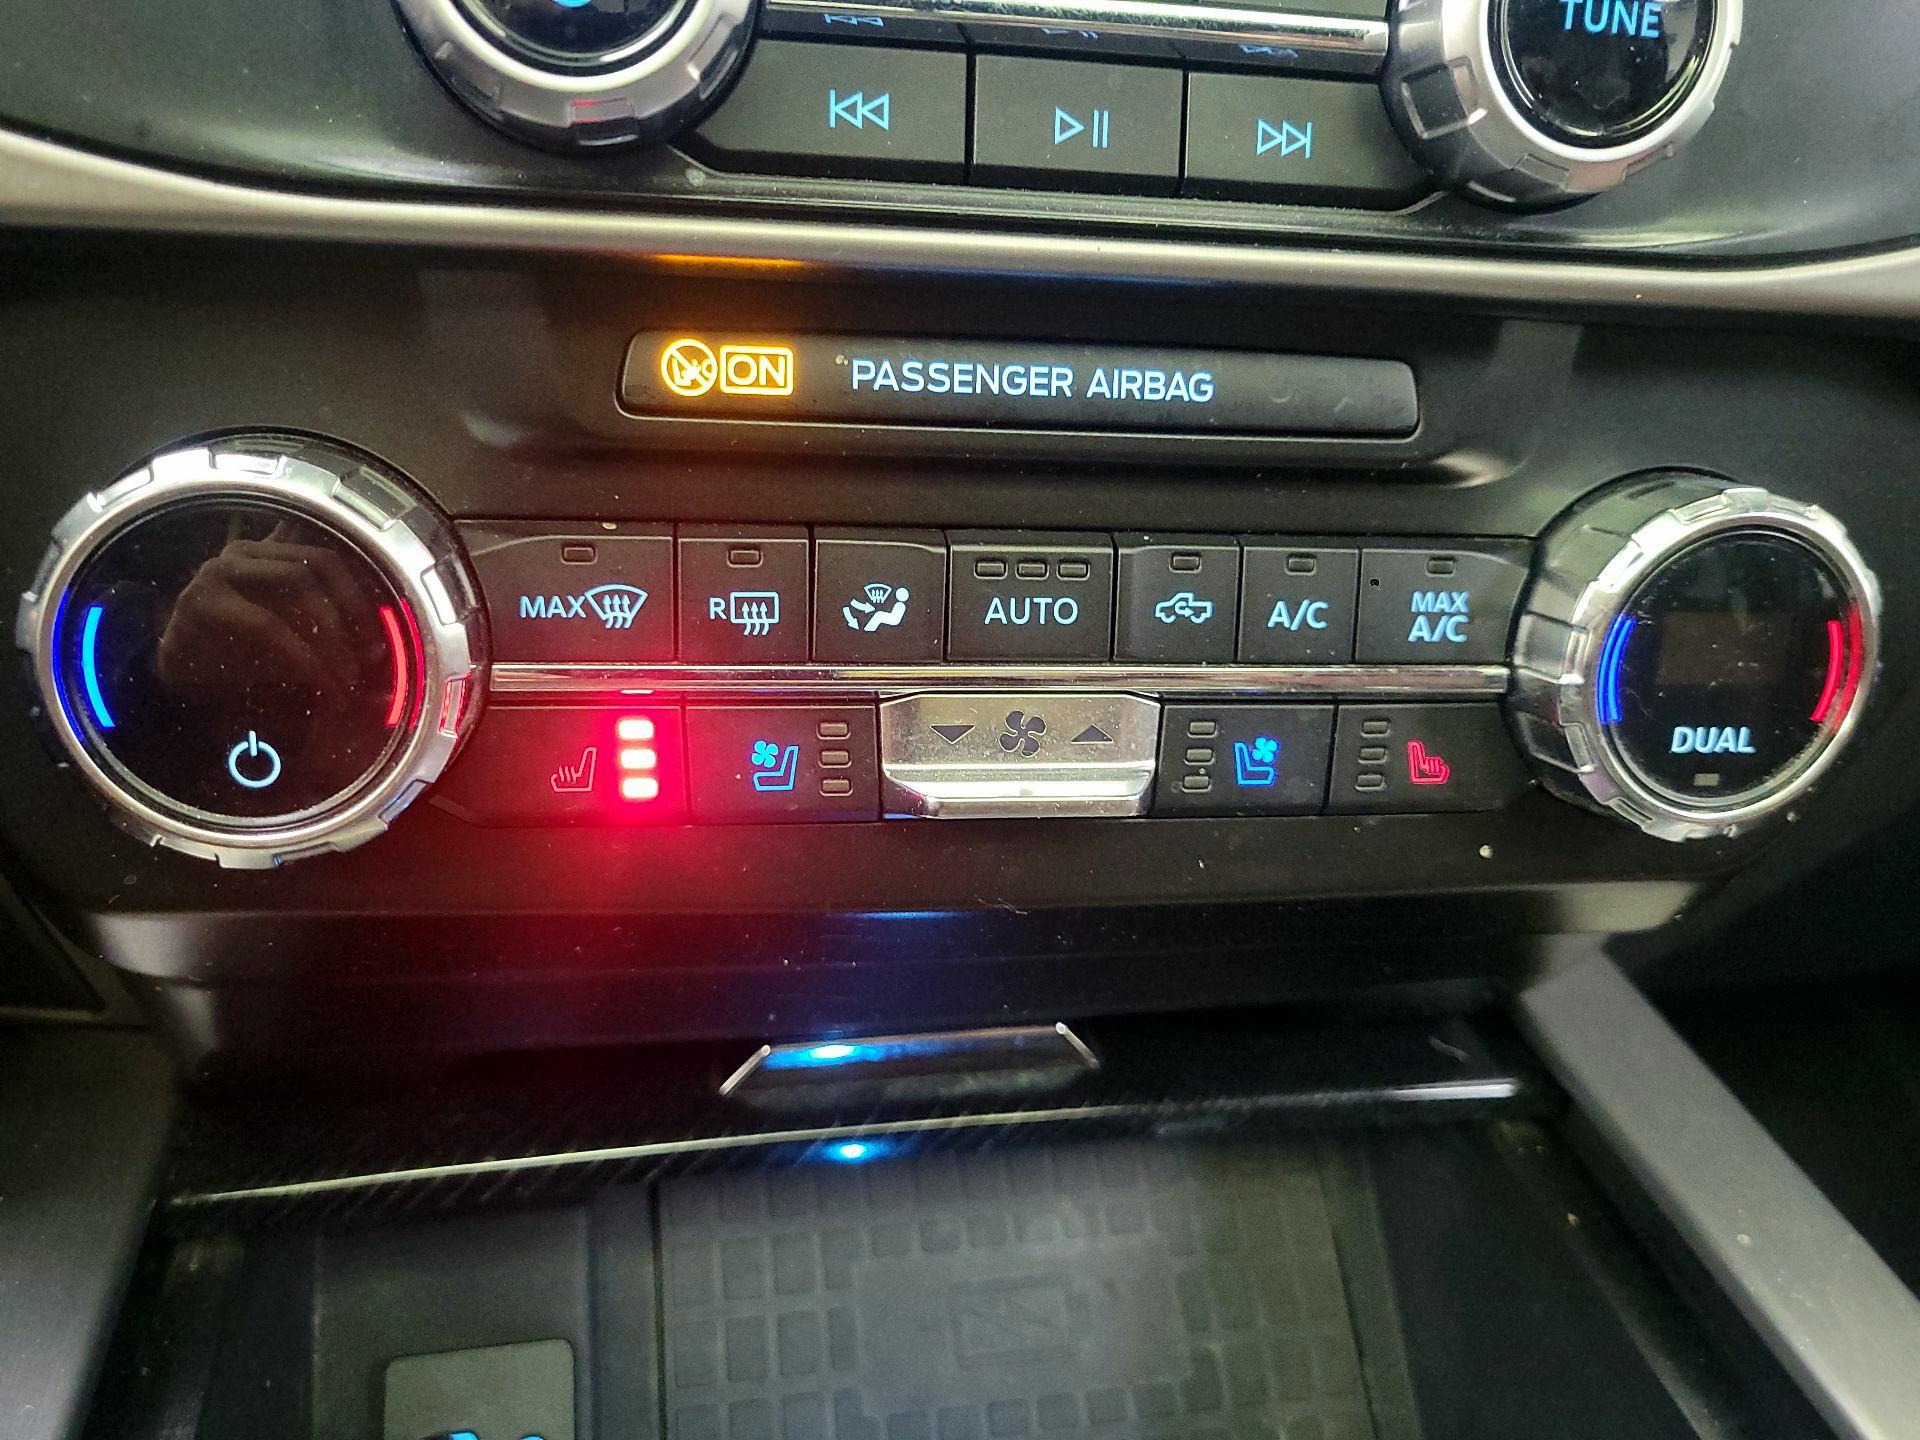 TUNE
ON PASSENGER AIRBAG
MAX
R
AUTO
A/C
MAX
A/C
DUAL